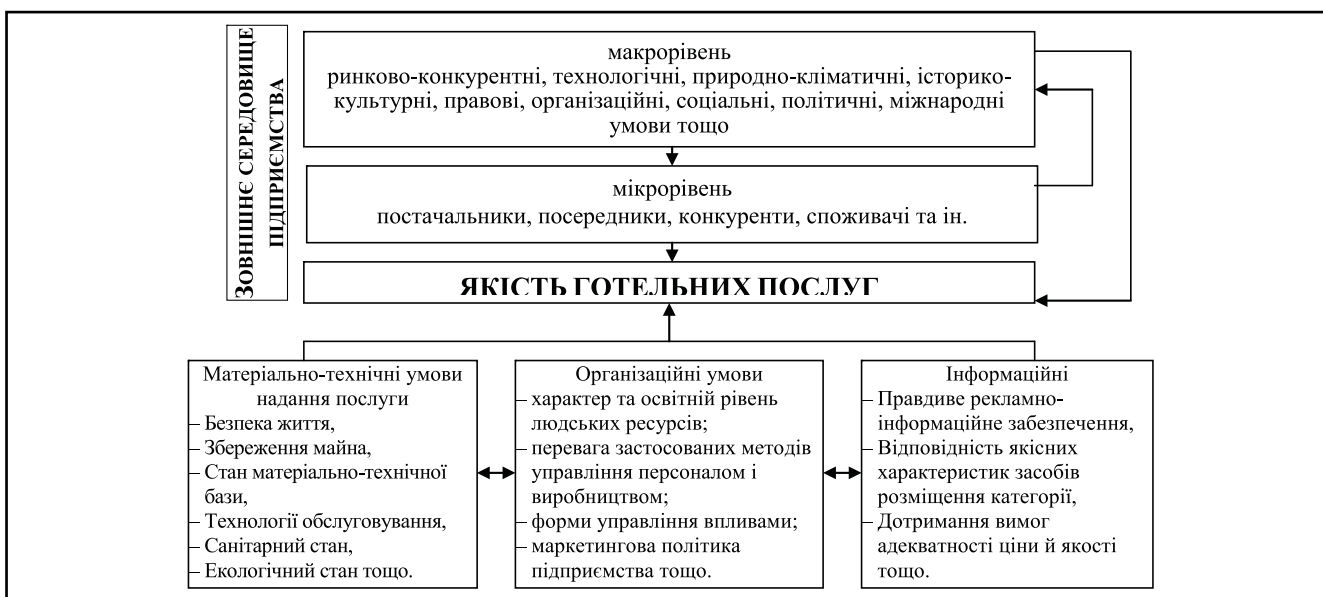 ЗОВНІШНЄ СЕРЕДОВИЩЕ
ПІДПРИЄМСТВА
макрорівень
ринково-конкурентні, технологічні, природно-кліматичні, історико-
культурні, правові, організаційні, соціальні, політичні, міжнародні
умови тощо
мікрорівень
постачальники, посередники, конкуренти, споживачі та ін.
ЯКІСТЬ ГОТЕЛЬНИХ ПОСЛУГ
Матеріально-технічні умови
надання послуги
– Безпека життя,
– Збереження майна,
– Стан матеріально-технічної
бази,
– Технології обслуговування,
– Санітарний стан,
– Екологічний стан тощо.
Організаційні умови
– характер та освітній рівень
людських ресурсів;
– перевага застосованих методів
управління персоналом і
виробництвом;
– форми управління впливами;
– маркетингова політика
підприємства тощо.
Інформаційні
– Правдиве рекламно-
інформаційне забезпечення,
– Відповідність якісних
характеристик засобів
розміщення категорії,
– Дотримання вимог
адекватності ціни й якості
тощо.